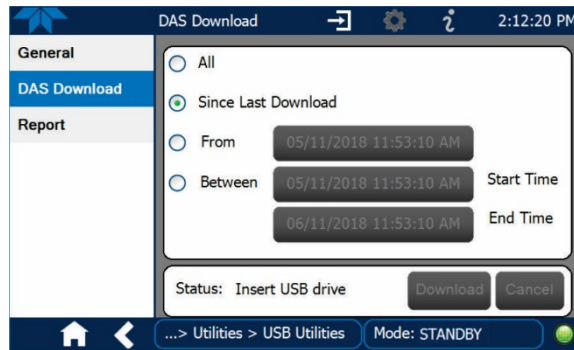 DAS Download
2:12:20 PM
General
DAS Download
Report
All
Since Last Download
From 05/11/2018 11:53:10 AM
Between 05/11/2018 11:53:10 AM Start Time
06/11/2018 11:53:10 AM End Time
Status: Insert USB drive Download Cancel
...> Utilities > USB Utilities Mode: STANDBY